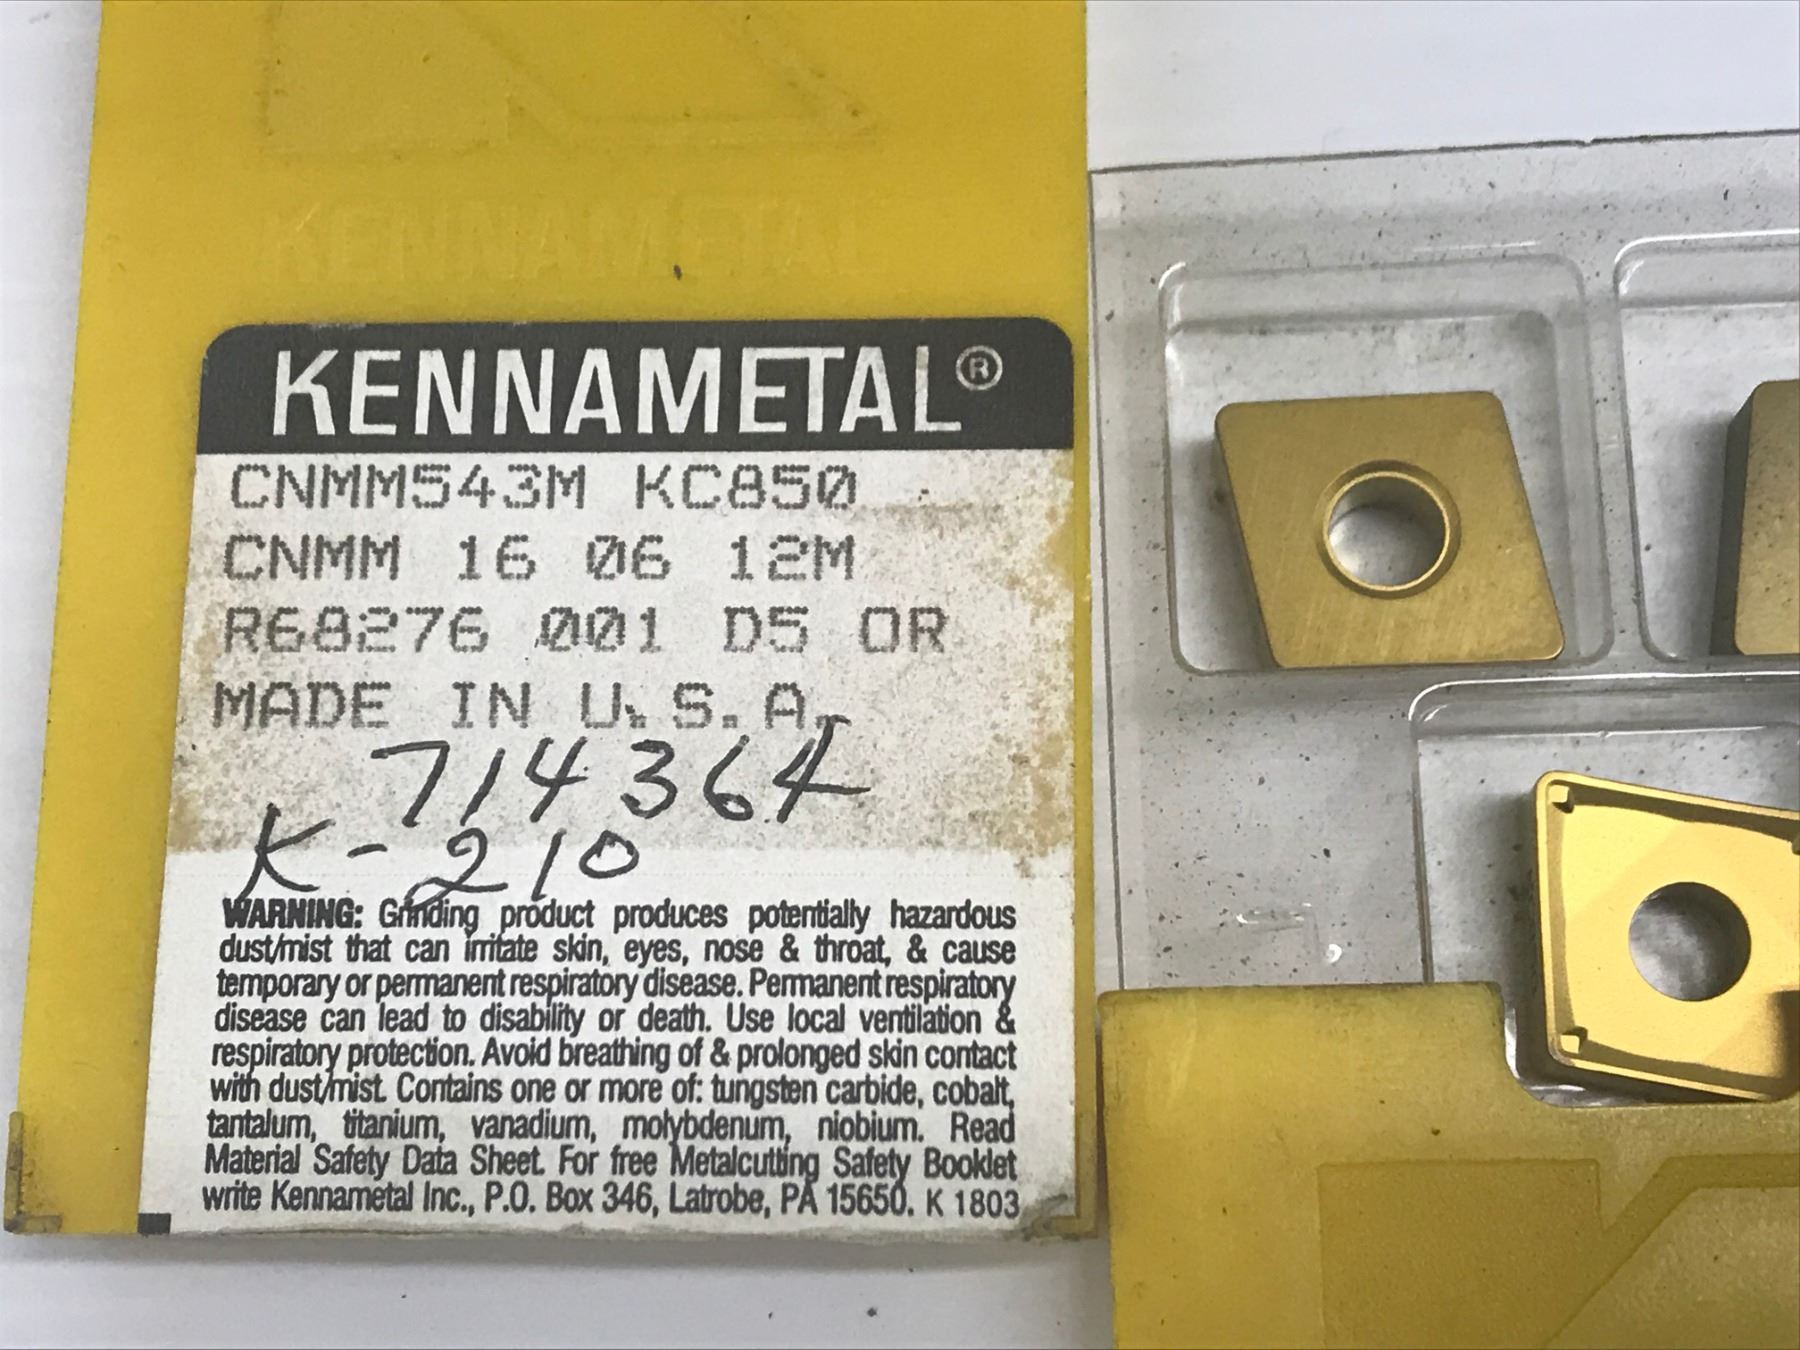 KENNAMETAL
KENNAMETAL®
CNMM543M KC850
CNMM 16 06 12M
R68276 001 D5 OR
MADE IN U.S.A.
714364
K-210
WARNING: Grinding product produces potentially hazardous
dust/mist that can irritate skin, eyes, nose & throat, & cause
temporary or permanent respiratory disease. Permanent respiratory
disease can lead to disability or death. Use local ventilation &
respiratory protection. Avoid breathing of & prolonged skin contact
with dust/mist. Contains one or more of: tungsten carbide, cobalt,
tantalum, titanium, vanadium, molybdenum, niobium. Read
Material Safety Data Sheet. For free Metalcutting Safety Booklet
write Kennametal Inc., P.O. Box 346, Latrobe, PA 15650. K 1803